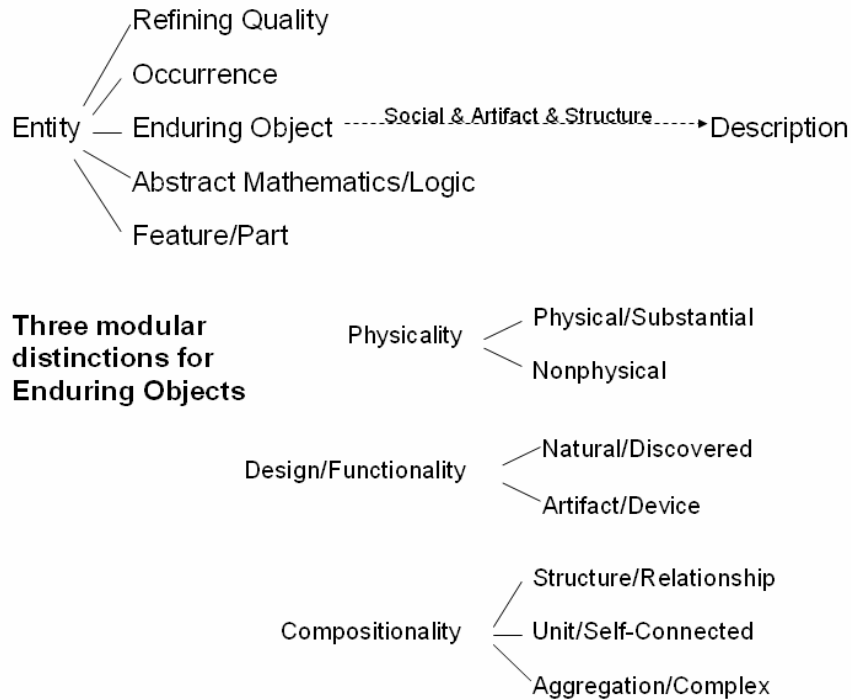 Refining Quality
Occurrence
Entity
Enduring Object
Social & Artifact & Structure
Description
Abstract Mathematics/Logic
Feature/Part
Three modular
distinctions for
Enduring Objects
Physicality
Physical/Substantial
Nonphysical
Design/Functionality
Natural/Discovered
Artifact/Device
Compositionality
Structure/Relationship
Unit/Self-Connected
Aggregation/Complex